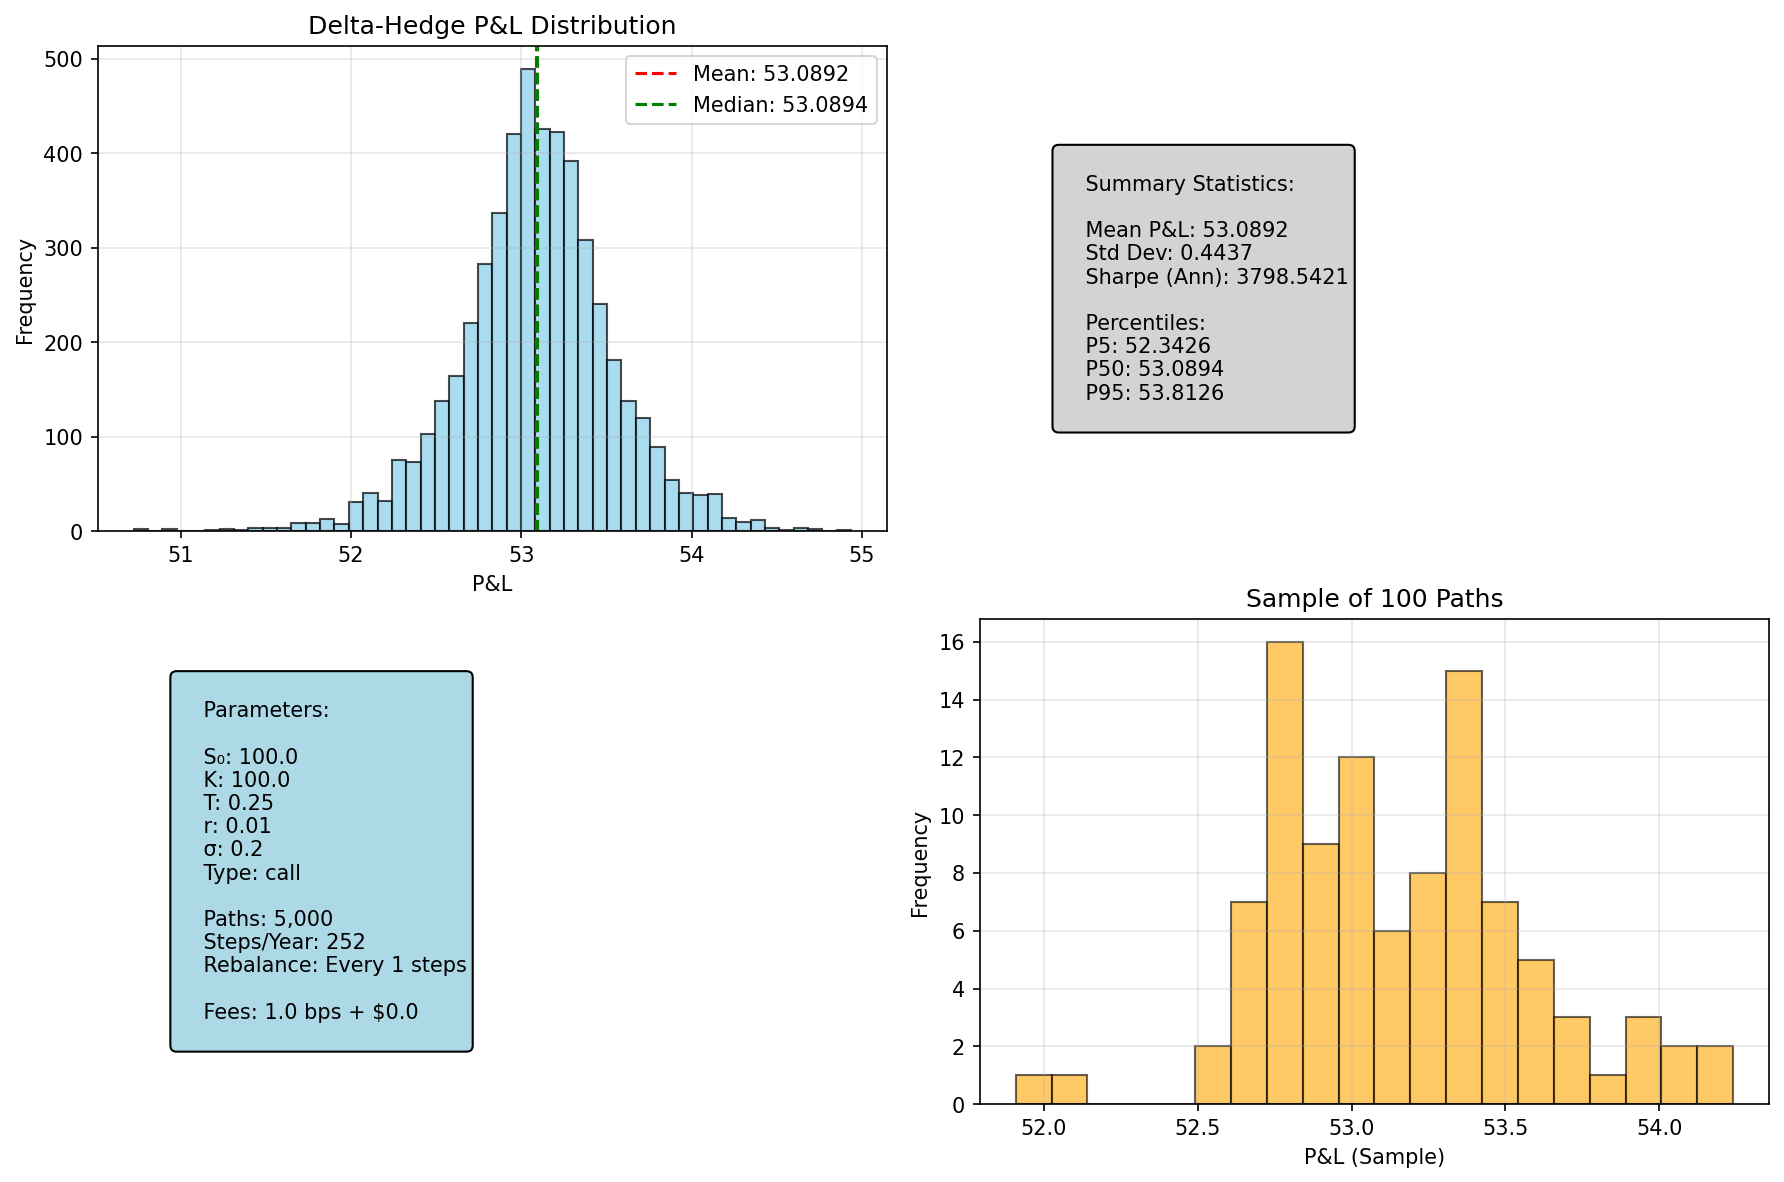 Delta-Hedge P&L Distribution
500
400
300
200
100
0
Frequency
Mean: 53.0892
Median: 53.0894
51 52 53 54 55
P&L
Summary Statistics:
Mean P&L: 53.0892
Std Dev: 0.4437
Sharpe (Ann): 3798.5421
Percentiles:
P5: 52.3426
P50: 53.0894
P95: 53.8126
Parameters:
S₀: 100.0
K: 100.0
T: 0.25
r: 0.01
σ: 0.2
Type: call
Paths: 5,000
Steps/Year: 252
Rebalance: Every 1 steps
Fees: 1.0 bps + $0.0
Sample of 100 Paths
16
14
12
10
8
6
4
2
0
Frequency
52.0 52.5 53.0 53.5 54.0
P&L (Sample)